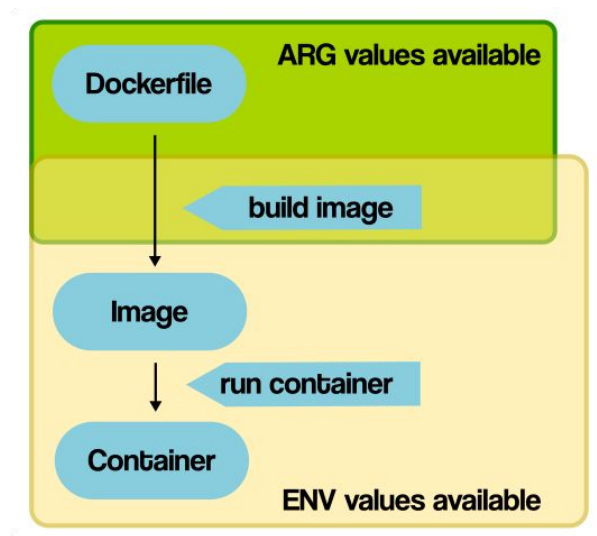 ARG values available
Dockerfile
build image
Image
run container
Container
ENV values available